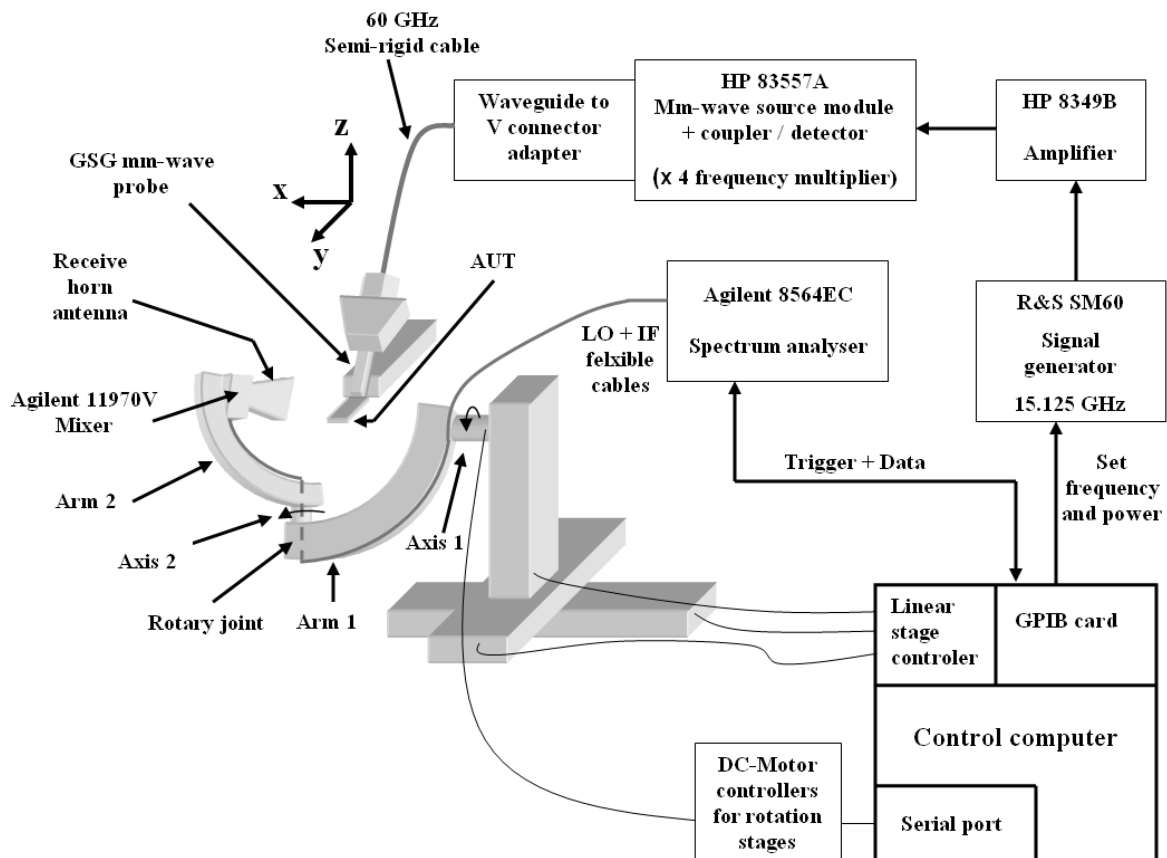 60 GHz
Semi-rigid cable
Waveguide to
V connector
adapter
HP 83557A
Mm-wave source module
+ coupler / detector
(x 4 frequency multiplier)
HP 8349B
Amplifier
GSG mm-wave
probe
z
x
y
Receive
horn
antenna
AUT
Agilent 8564EC
Spectrum analyser
LO + IF
felxible
cables
R&S SM60
Signal
generator
15.125 GHz
Agilent 11970V
Mixer
Trigger + Data
Set
frequency
and power
Arm 2
Axis 2
Axis 1
Rotary joint
Arm 1
Linear
stage
controler
GPIB card
Control computer
DC-Motor
controllers
for rotation
stages
Serial port